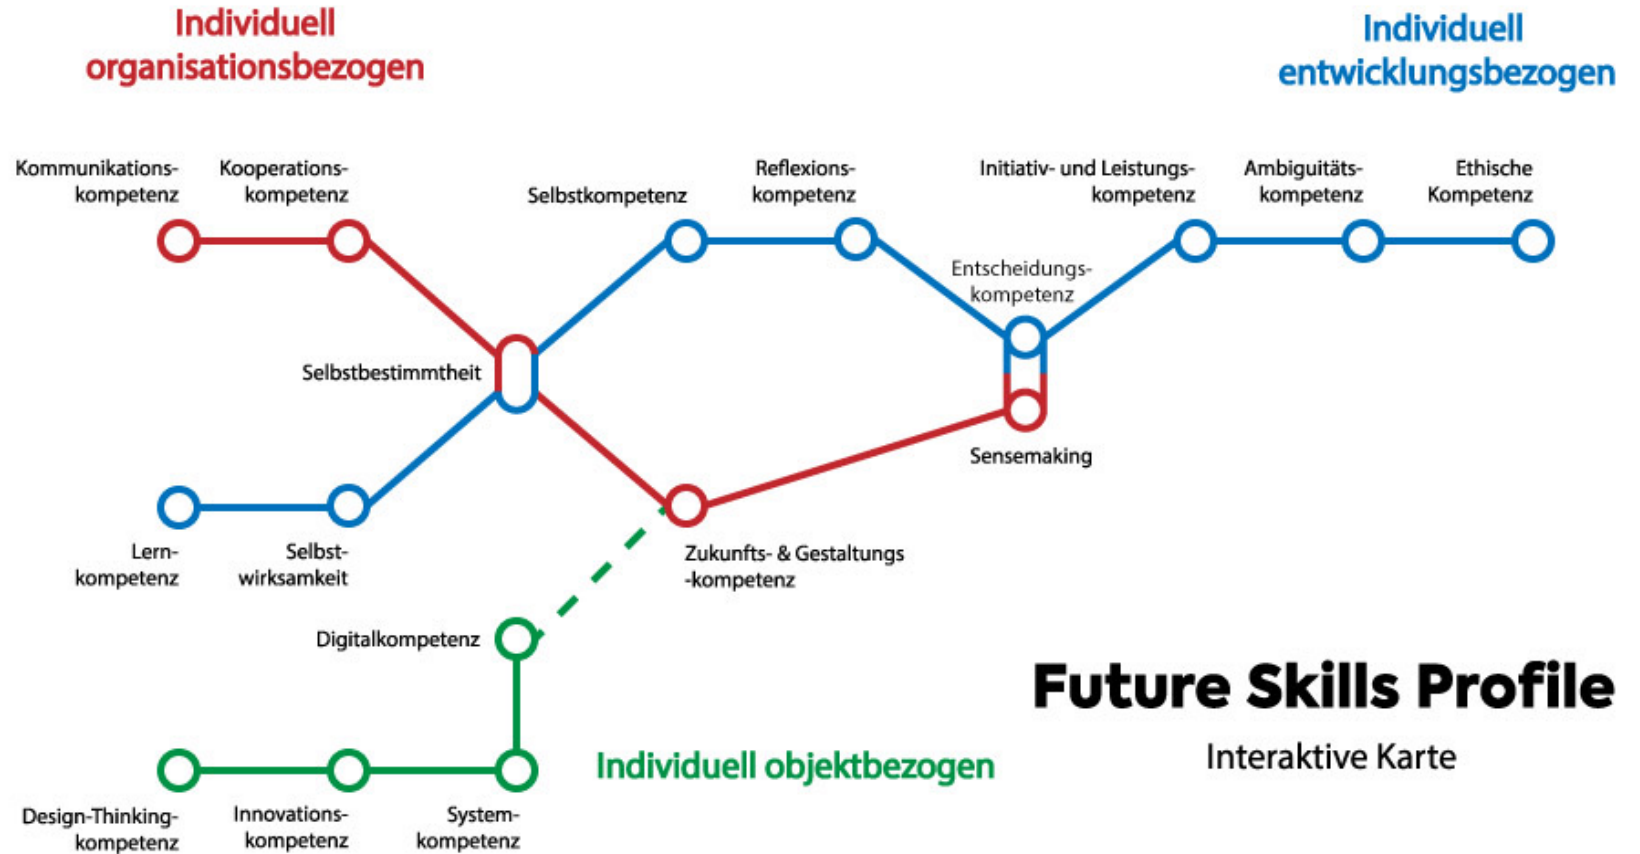 Individuell
organisationsbezogen
Individuell
entwicklungsbezogen
Kommunikations-
kompetenz
Kooperations-
kompetenz
Selbstkompetenz
Reflexions-
kompetenz
Initiativ- und Leistungs-
kompetenz
Ambiguitäts-
kompetenz
Ethische
Kompetenz
Entscheidungs-
kompetenz
Selbstbestimmtheit
Sensemaking
Lern-
kompetenz
Selbst-
wirksamkeit
Zukunfts- & Gestaltungs
-kompetenz
Digitalkompetenz
Future Skills Profile
Interaktive Karte
Individuell objektbezogen
Design-Thinking-
kompetenz
Innovations-
kompetenz
System-
kompetenz